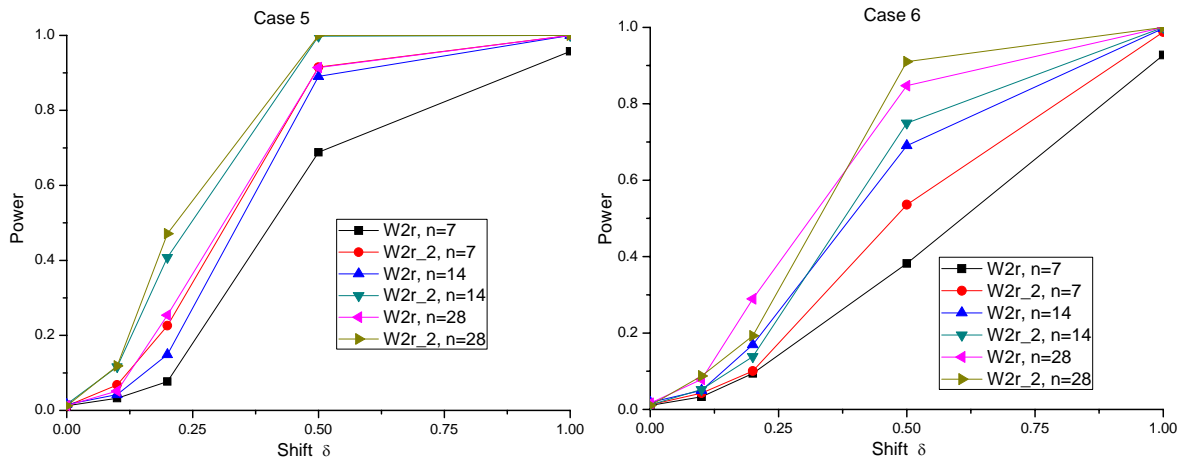 Case 5
Power
1.0
0.8
0.6
0.4
0.2
0.0
0.00
0.25
0.50
0.75
1.00
Shift δ
W2r, n=7
W2r_2, n=7
W2r, n=14
W2r_2, n=14
W2r, n=28
W2r_2, n=28
Case 6
Power
1.0
0.8
0.6
0.4
0.2
0.0
0.00
0.25
0.50
0.75
1.00
Shift δ
W2r, n=7
W2r_2, n=7
W2r, n=14
W2r_2, n=14
W2r, n=28
W2r_2, n=28